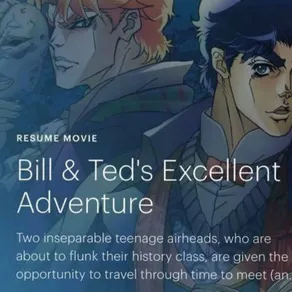 RESUME MOVIE
Bill & Ted's Excellent
Adventure
Two inseparable teenage airheads, who are
about to flunk their history class, are given the
opportunity to travel through time to meet (an